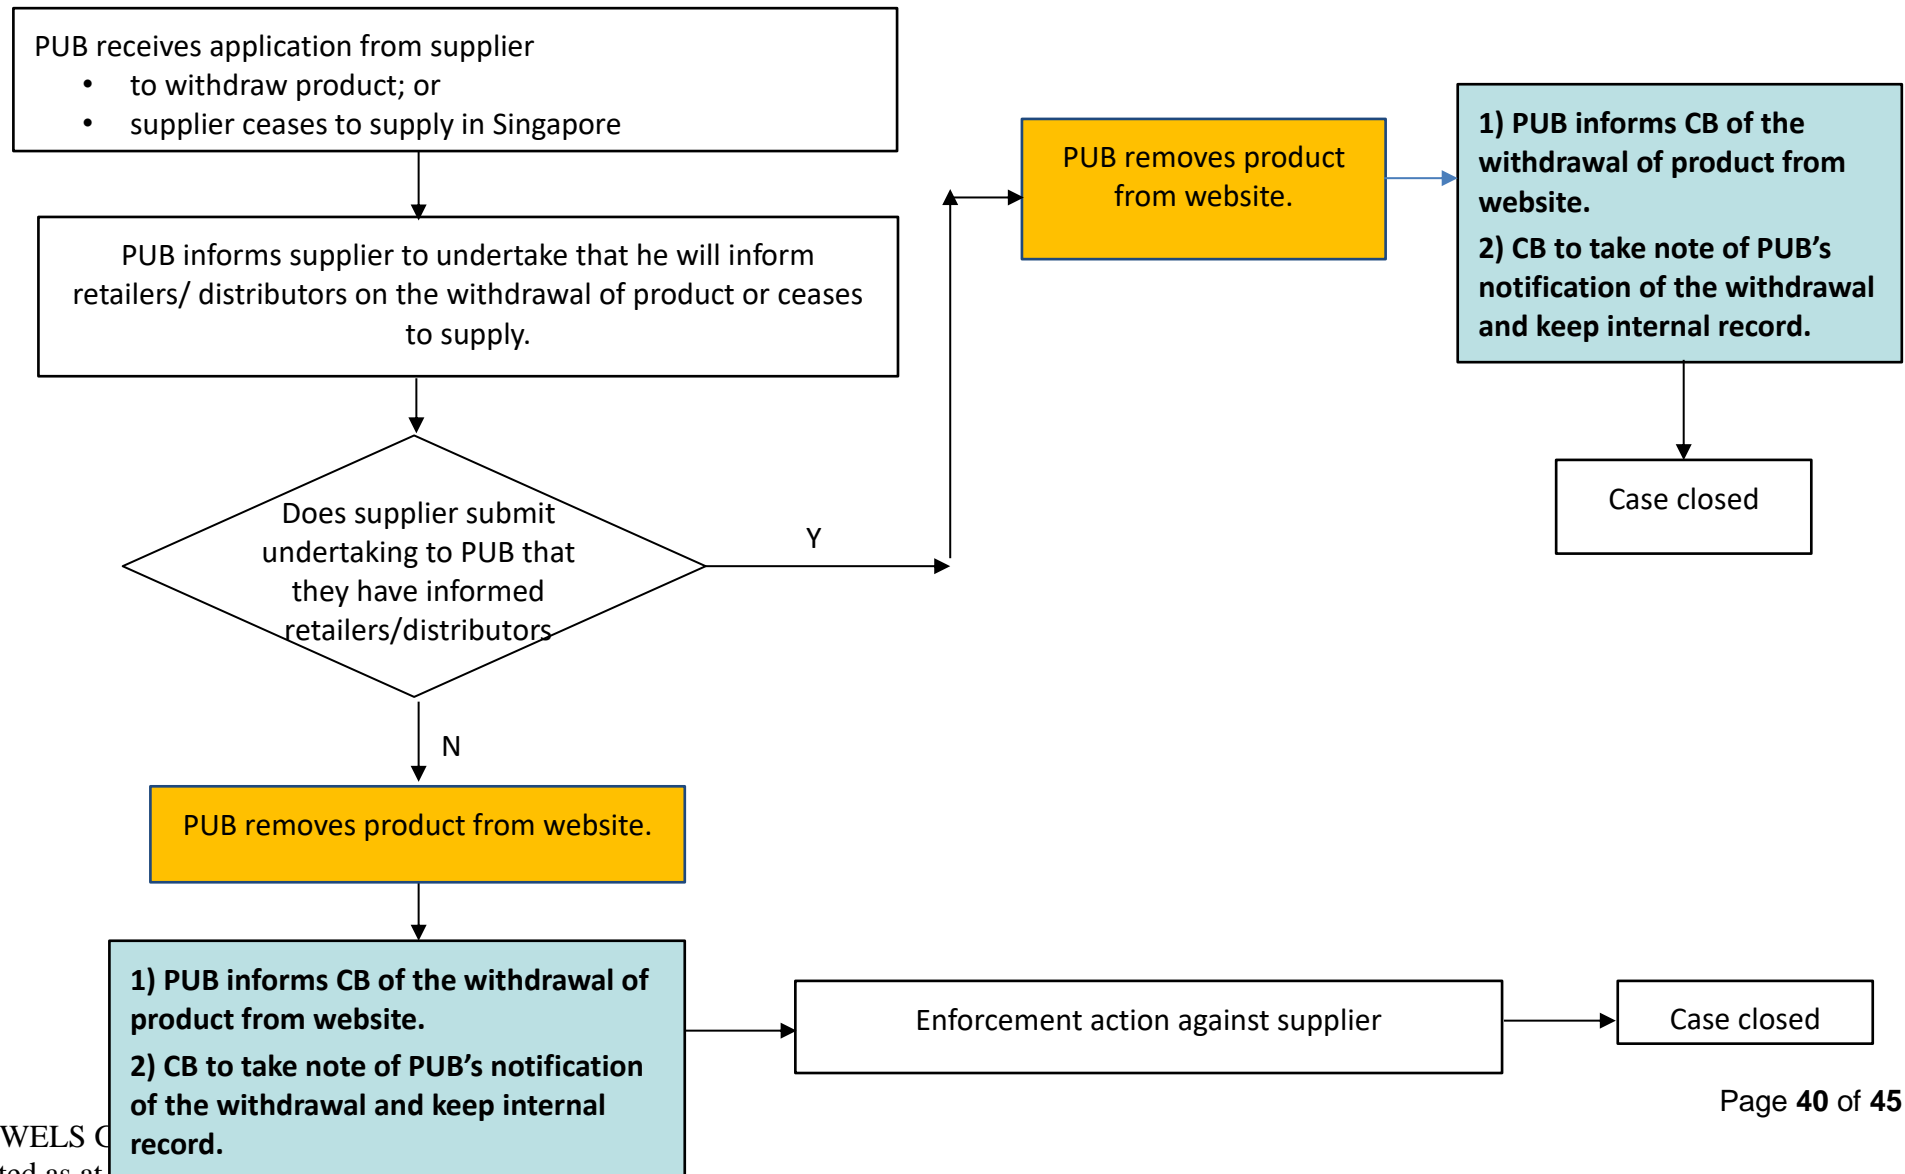 PUB receives application from supplier
• to withdraw product; or
• supplier ceases to supply in Singapore
PUB informs supplier to undertake that he will inform
retailers/ distributors on the withdrawal of product or ceases
to supply.
Does supplier submit
undertaking to PUB that
they have informed
retailers/distributors
Y
PUB removes product
from website.
1) PUB informs CB of the
withdrawal of product from
website.
2) CB to take note of PUB’s
notification of the withdrawal
and keep internal record.
Case closed
N
PUB removes product from website.
1) PUB informs CB of the withdrawal of
product from website.
2) CB to take note of PUB’s notification
of the withdrawal and keep internal
record.
Enforcement action against supplier
Case closed
Page 40 of 45
WELS
as at